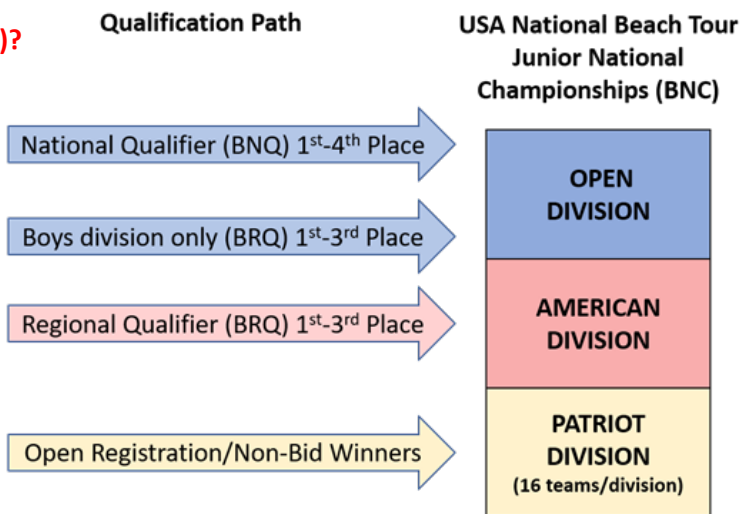 )?
Qualification Path
USA National Beach Tour
Junior National
Championships (BNC)
National Qualifier (BNQ) 1st-4th Place
Boys division only (BRQ) 1st-3rd Place
Regional Qualifier (BRQ) 1st-3rd Place
Open Registration/Non-Bid Winners
OPEN
DIVISION
AMERICAN
DIVISION
PATRIOT
DIVISION
(16 teams/division)